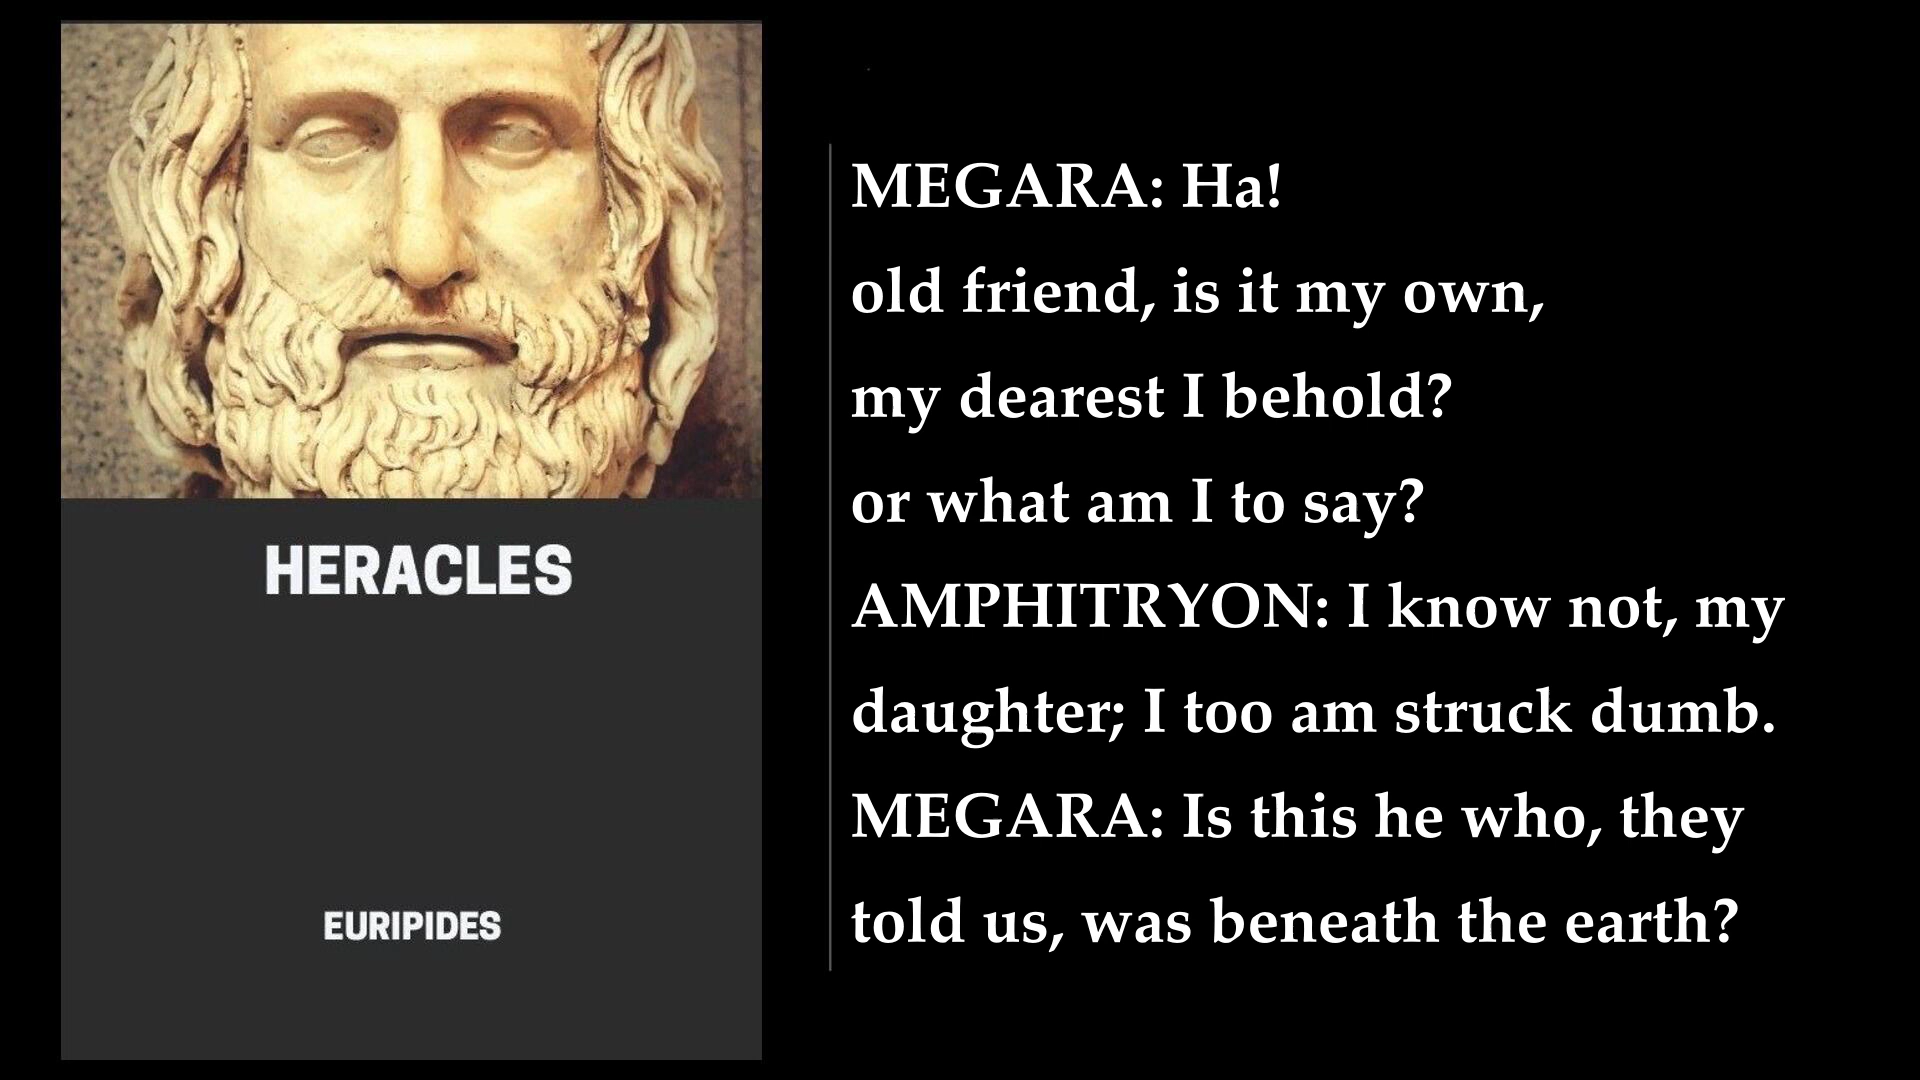 HERACLES
EURIPIDES
MEGARA: Ha!
old friend, is it my own,
my dearest I behold?
or what am I to say?
AMPHITRYON: I know not, my
daughter; I too am struck dumb.
MEGARA: Is this he who, they
told us, was beneath the earth?